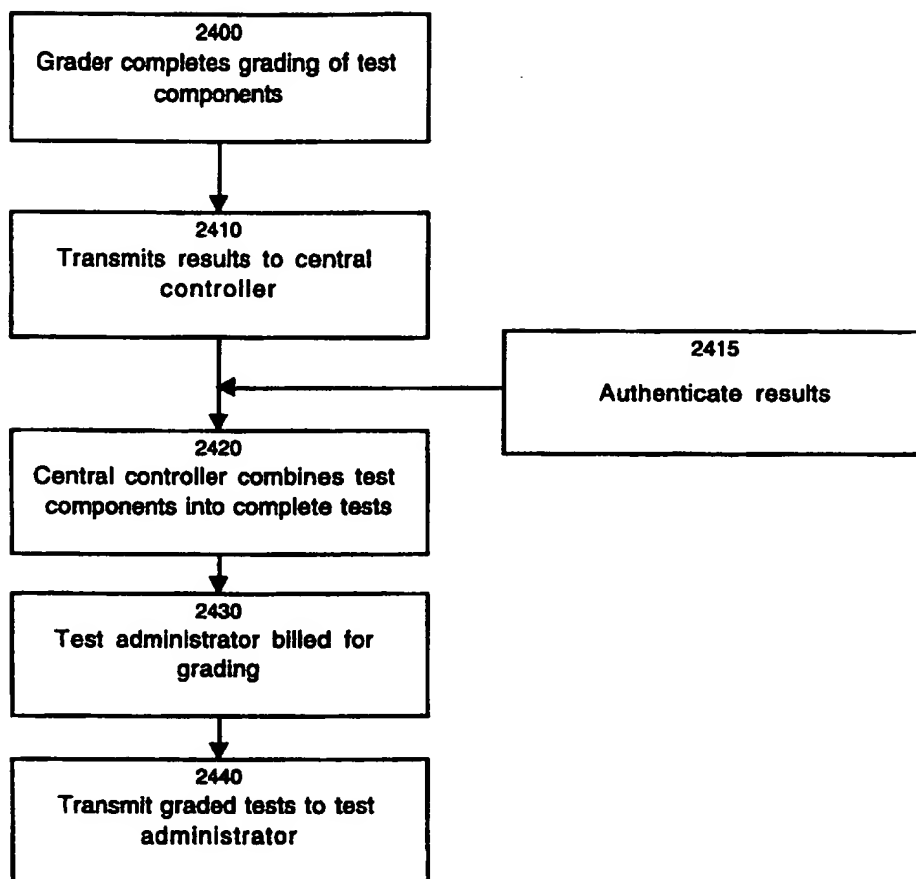 2400
Grader completes grading of test
components
2410
Transmits results to central
controller
2415
Authenticate results
2420
Central controller combines test
components into complete tests
2430
Test administrator billed for
grading
2440
Transmit graded tests to test
administrator